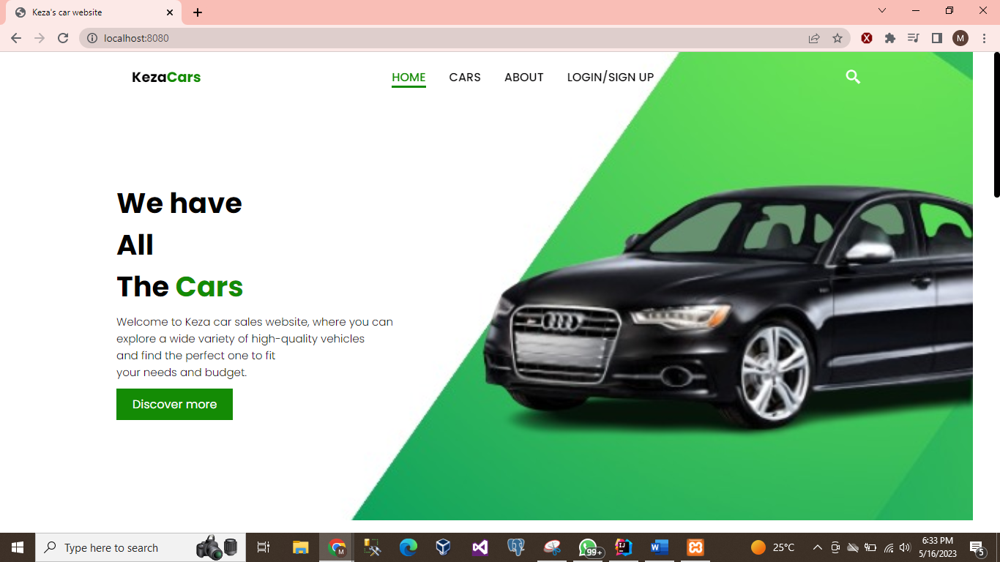 Keza's car website
localhost:8080
X
M
KezaCars
HOME CARS ABOUT LOGIN/SIGN UP
We have
All
The Cars
Welcome to Keza car sales website, where you can
explore a wide variety of high-quality vehicles
and find the perfect one to fit
your needs and budget.
Discover more
Type here to search
M
99+
IJ
W
25°C
6:33 PM
5/16/2023
5